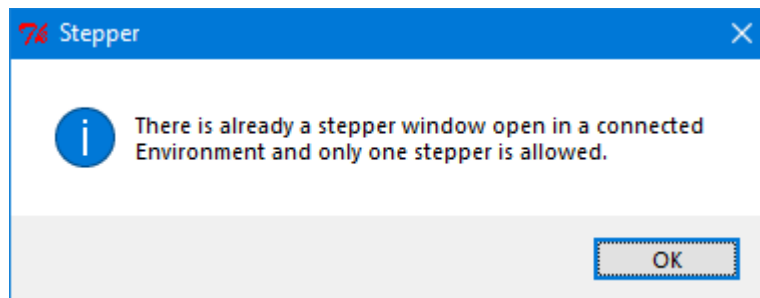 Stepper
There is already a stepper window open in a connected
Environment and only one stepper is allowed.
OK